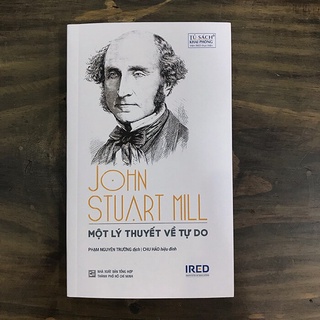 TỦ SÁCH
KHAI PHÓNG
JOHN
STUART MILL
MỘT LÝ THUYẾT VỀ TỰ DO
PHẠM NGUYÊN TRƯỜNG dịch | CHU HẢO hiệu đính
NHÀ XUẤT BẢN TỔNG HỢP
THÀNH PHỐ HỒ CHÍ MINH
IRED